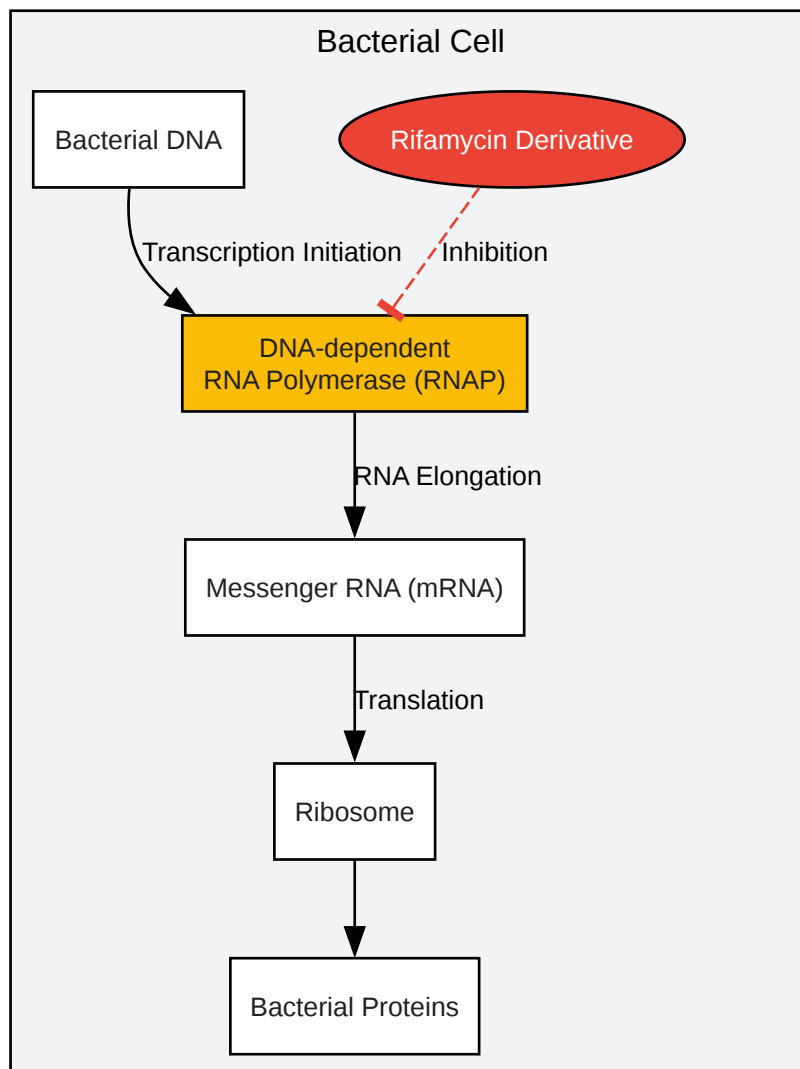 Bacterial Cell
Bacterial DNA
Rifamycin Derivative
Transcription Initiation
Inhibition
DNA-dependent
RNA Polymerase (RNAP)
RNA Elongation
Messenger RNA (mRNA)
Translation
Ribosome
Bacterial Proteins